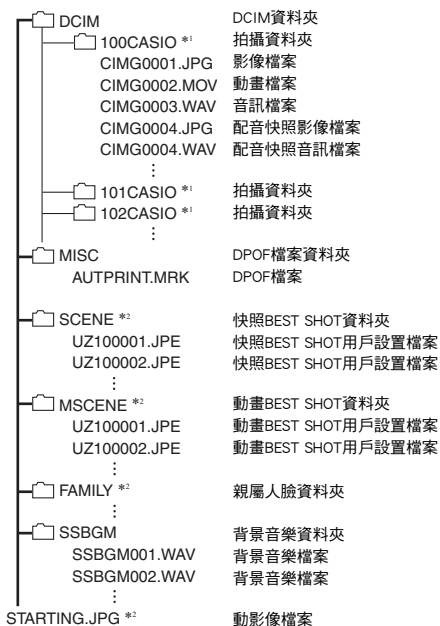 DCIM DCIM資料夾
100CASIO *1 拍攝資料夾
CIMG0001.JPG 影像檔案
CIMG0002.MOV 動畫檔案
CIMG0003.WAV 音訊檔案
CIMG0004.JPG 配音快照影像檔案
CIMG0004.WAV 配音快照音訊檔案
⋮
101CASIO *1 拍攝資料夾
102CASIO *1 拍攝資料夾
⋮
MISC DPOF檔案資料夾
AUTPRINT.MRK DPOF檔案
SCENE *2 快照BEST SHOT資料夾
UZ100001.JPE 快照BEST SHOT用戶設置檔案
UZ100002.JPE 快照BEST SHOT用戶設置檔案
⋮
MSCENE *2 動畫BEST SHOT資料夾
UZ100001.JPE 動畫BEST SHOT用戶設置檔案
UZ100002.JPE 動畫BEST SHOT用戶設置檔案
⋮
FAMILY *2 親屬人臉資料夾
⋮
SSBGM 背景音樂資料夾
SSBGM001.WAV 背景音樂檔案
SSBGM002.WAV 背景音樂檔案
⋮
STARTING.JPG *2 動影像檔案